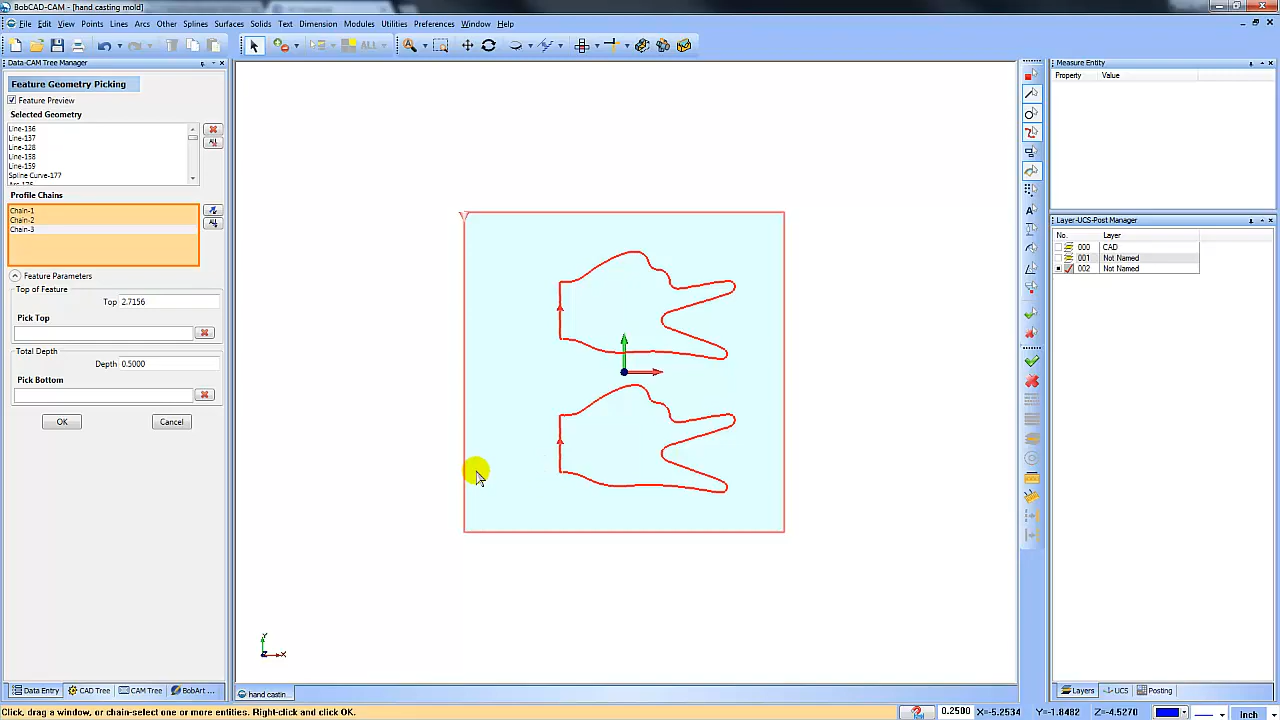 BobCAD-CAM - [hand casting mold]
File Edit View Points Lines Arcs Other Splines Surfaces Solids Text Dimension Modules Utilities Preferences Window Help
ALL
Data-CAM Tree Manager
Feature Geometry Picking
Feature Preview
Selected Geometry
Line-136
Line-137
Line-128
Line-158
Line-159
Spline Curve-177
Arc-176
Profile Chains
Chain-1
Chain-2
Chain-3
Feature Parameters
Top of Feature
Top 2.7156
Pick Top
Total Depth
Depth 0.5000
Pick Bottom
OK Cancel
Data Entry CAD Tree CAM Tree BobArt ...
Y
Y
X
hand castin...
Measure Entity
Property Value
Layer-UCS-Post Manager
No. Layer
000 CAD
001 Not Named
002 Not Named
Layers UCS Posting
Click, drag a window, or chain-select one or more entities. Right-click and click OK.
0.2500 X=-5.2534 Y=-1.8482 Z=-4.5270 Inch